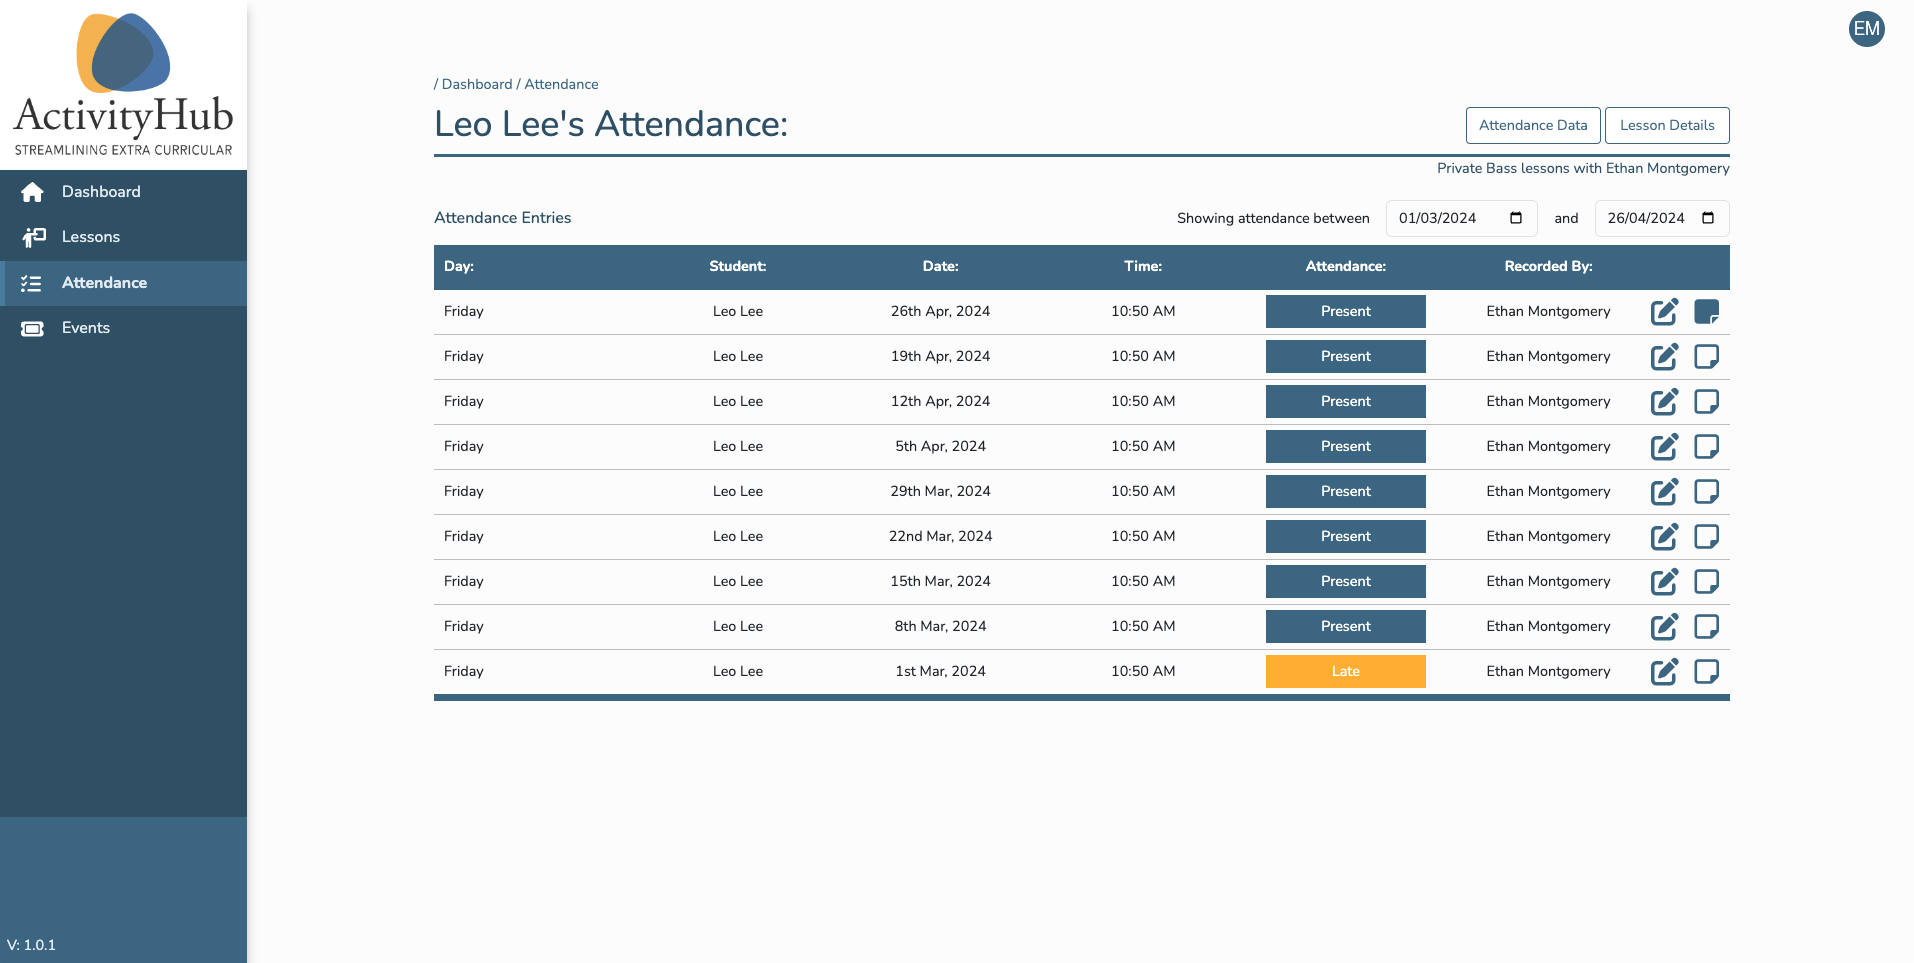 EM
ActivityHub
STREAMLINING EXTRA CURRICULAR
Dashboard
Lessons
Attendance
Events
V: 1.0.1
/ Dashboard / Attendance
Leo Lee's Attendance:
Attendance Data Lesson Details
Private Bass lessons with Ethan Montgomery
Attendance Entries Showing attendance between 01/03/2024 and 26/04/2024
Day: Student: Date: Time: Attendance: Recorded By:
Friday Leo Lee 26th Apr, 2024 10:50 AM Present Ethan Montgomery
Friday Leo Lee 19th Apr, 2024 10:50 AM Present Ethan Montgomery
Friday Leo Lee 12th Apr, 2024 10:50 AM Present Ethan Montgomery
Friday Leo Lee 5th Apr, 2024 10:50 AM Present Ethan Montgomery
Friday Leo Lee 29th Mar, 2024 10:50 AM Present Ethan Montgomery
Friday Leo Lee 22nd Mar, 2024 10:50 AM Present Ethan Montgomery
Friday Leo Lee 15th Mar, 2024 10:50 AM Present Ethan Montgomery
Friday Leo Lee 8th Mar, 2024 10:50 AM Present Ethan Montgomery
Friday Leo Lee 1st Mar, 2024 10:50 AM Late Ethan Montgomery